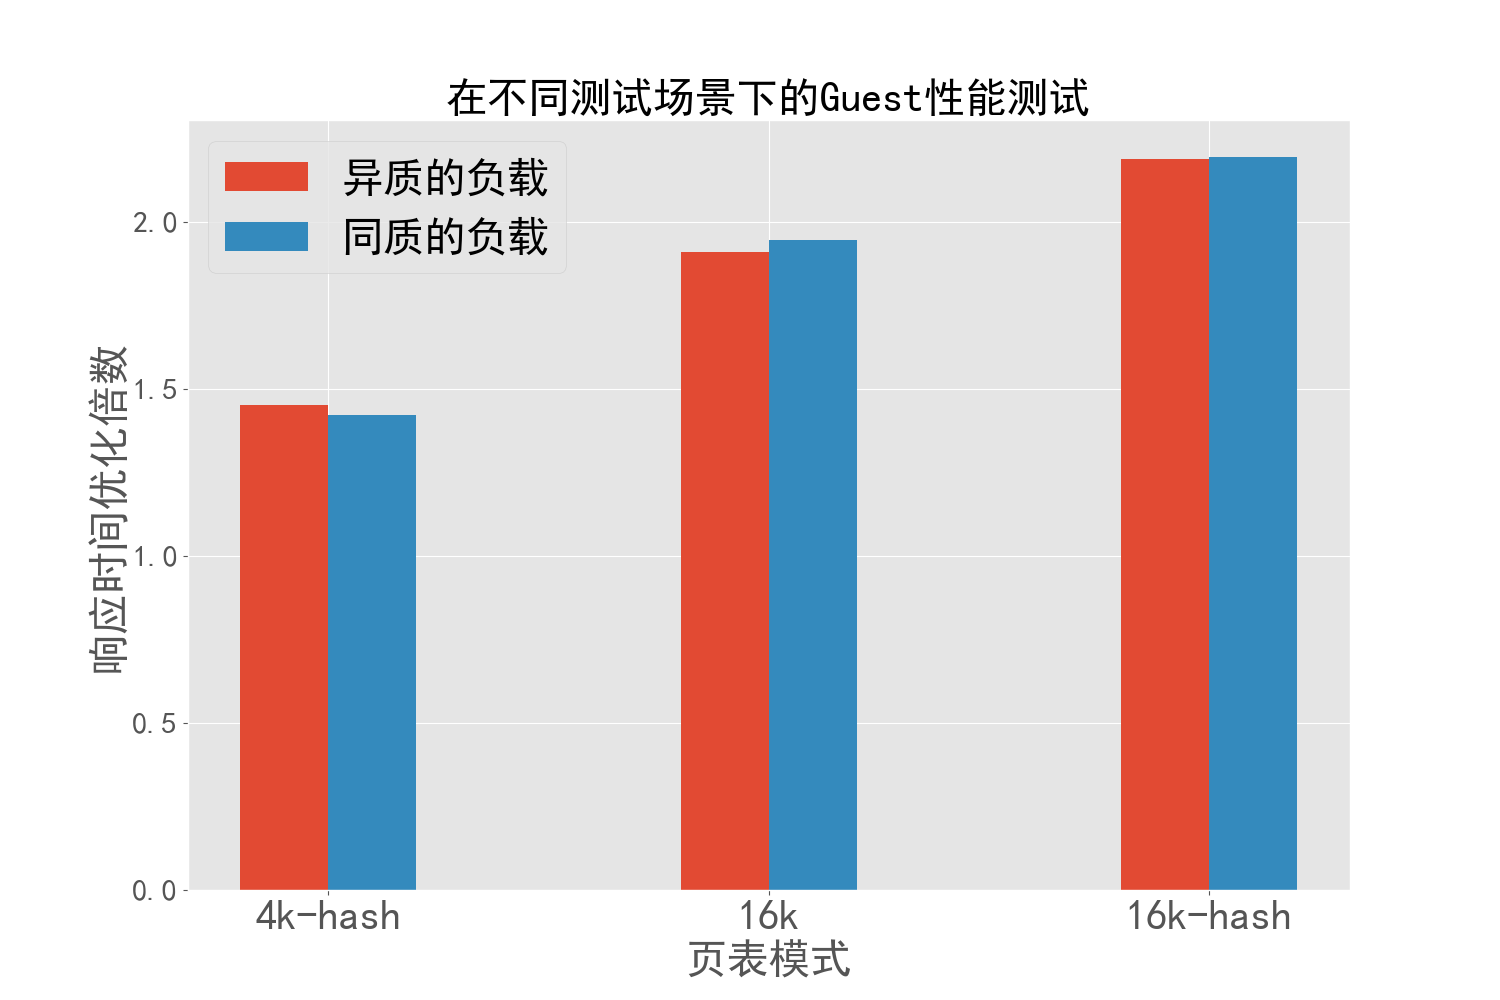 在不同测试场景下的Guest性能测试
异质的负载
同质的负载
响应时间优化倍数
2.0
1.5
1.0
0.5
0.0
4k-hash
16k
16k-hash
页表模式